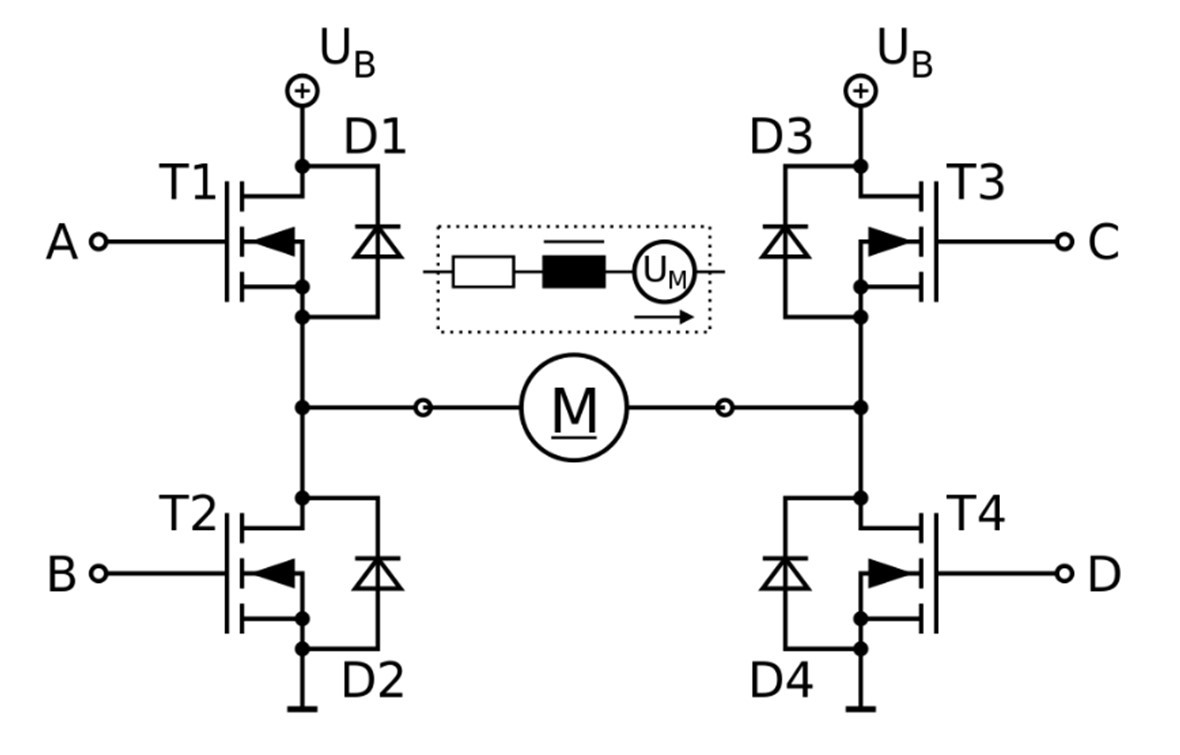 U_B U_B
D1 D3
T1 T3
A C
U_M
M
T2 T4
B D
D2 D4